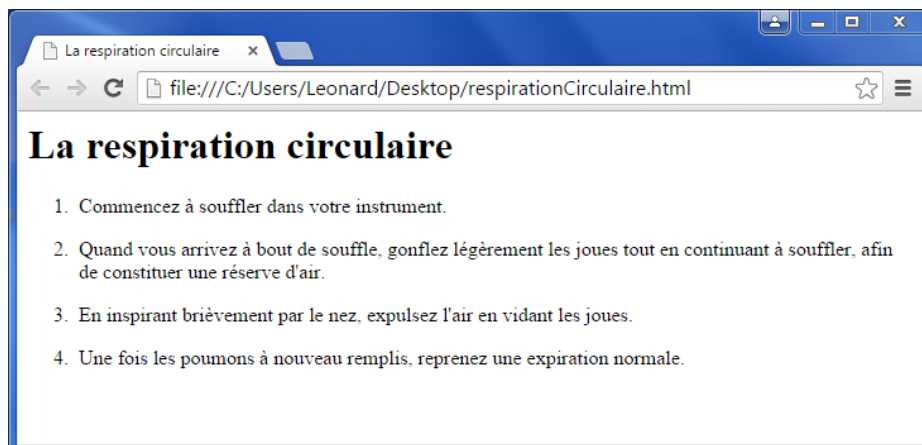 La respiration circulaire
file:///C:/Users/Leonard/Desktop/respirationCirculaire.html
La respiration circulaire
1. Commencez à souffler dans votre instrument.
2. Quand vous arrivez à bout de souffle, gonflez légèrement les joues tout en continuant à souffler, afin
de constituer une réserve d'air.
3. En inspirant brièvement par le nez, expulsez l'air en vidant les joues.
4. Une fois les poumons à nouveau remplis, reprenez une expiration normale.